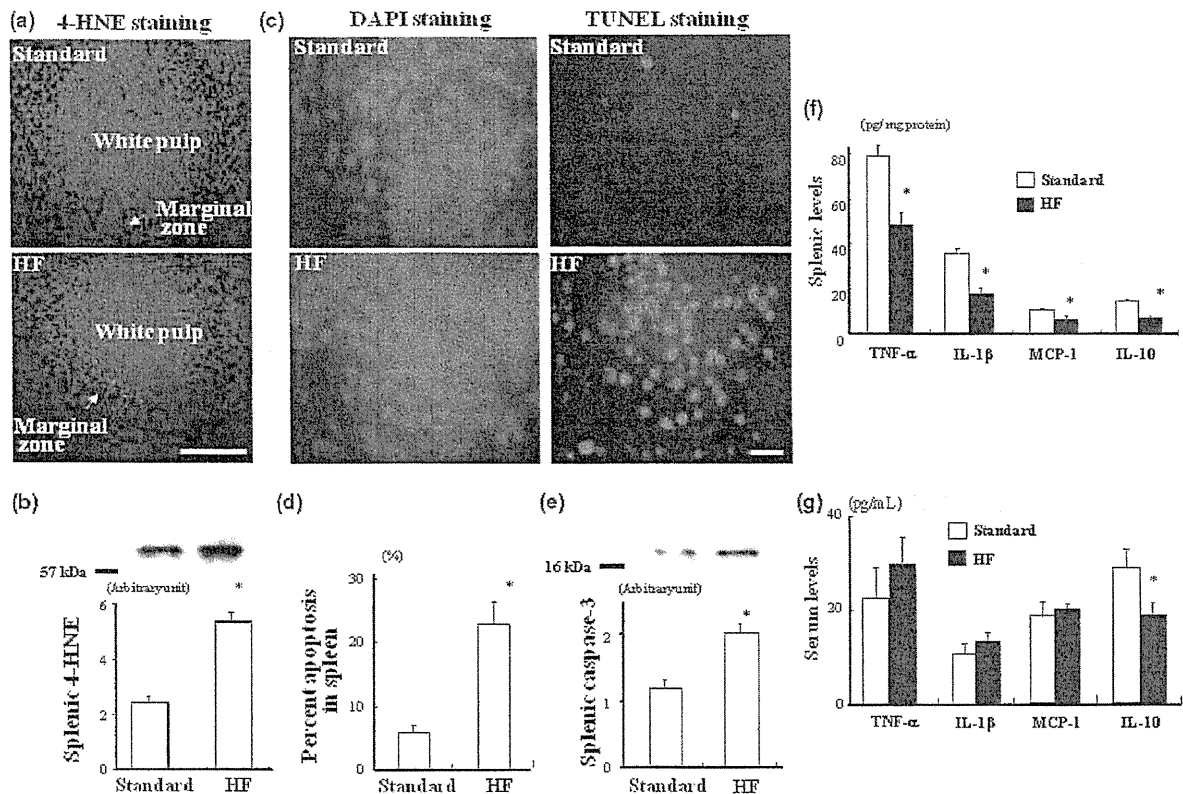 (a) 4-HNE staining
Standard
White pulp
Marginal
zone
HF
White pulp
Marginal
zone
(c) DAPI staining TUNEL staining
Standard Standard
HF HF
(b)
57 kDa
(Arbitrary unit)
Splenic 4-HNE
6
4
2
0
*
Standard HF
(d)
(%)
Percent apoptosis
in spleen
30
20
10
0
*
Standard HF
(e)
16 kDa
(Arbitrary unit)
Splenic caspase-3
2
1
0
*
Standard HF
(f)
(pg/mg protein)
Splenic levels
80
60
40
20
0
Standard
HF
* * * *
TNF-α IL-1β MCP-1 IL-10
(g) (pg/mL)
Serum levels
40
20
0
Standard
HF
*
TNF-α IL-1β MCP-1 IL-10